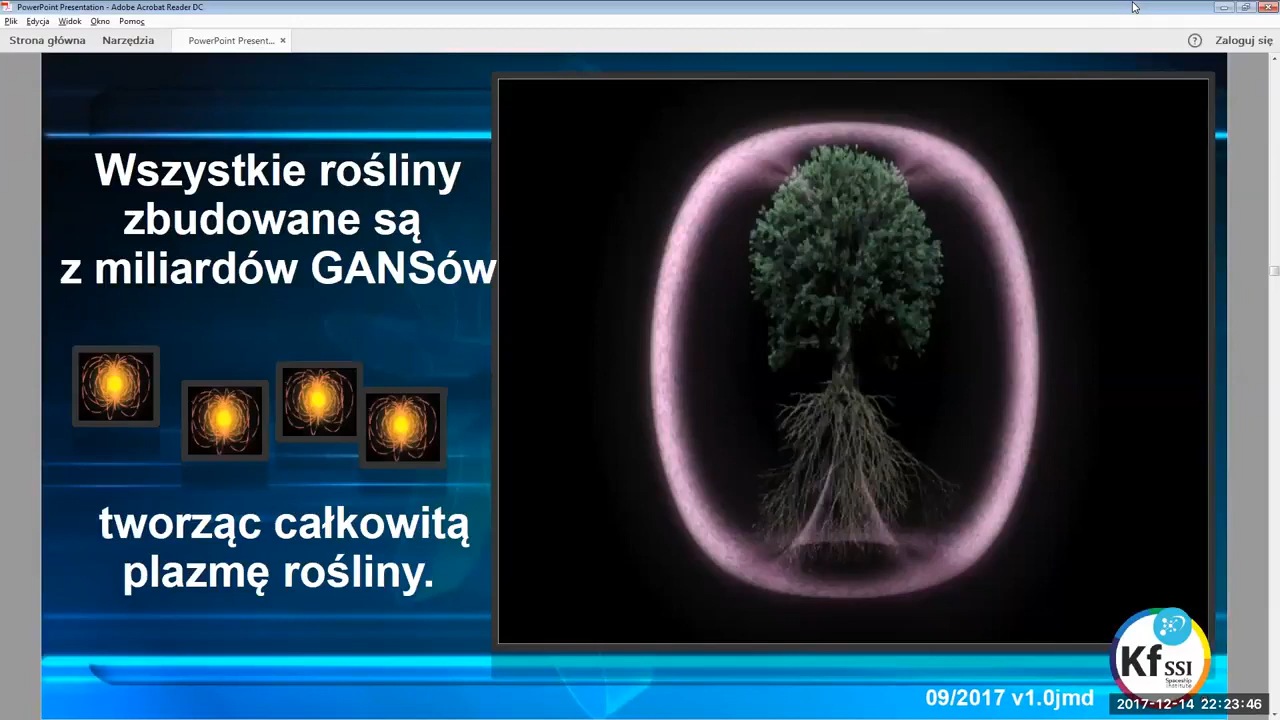 PowerPoint Presentation - Adobe Acrobat Reader DC
Plik Edycja Widok Okno Pomoc
Strona główna Narzędzia PowerPoint Present... × ? Zaloguj się
Wszystkie rośliny
zbudowane są
z miliardów GANSów
tworząc całkowitą
plazmę rośliny.
Kf SSI
Spaceship
Institute
09/2017 v1.0jmd
2017-12-14 22:23:46